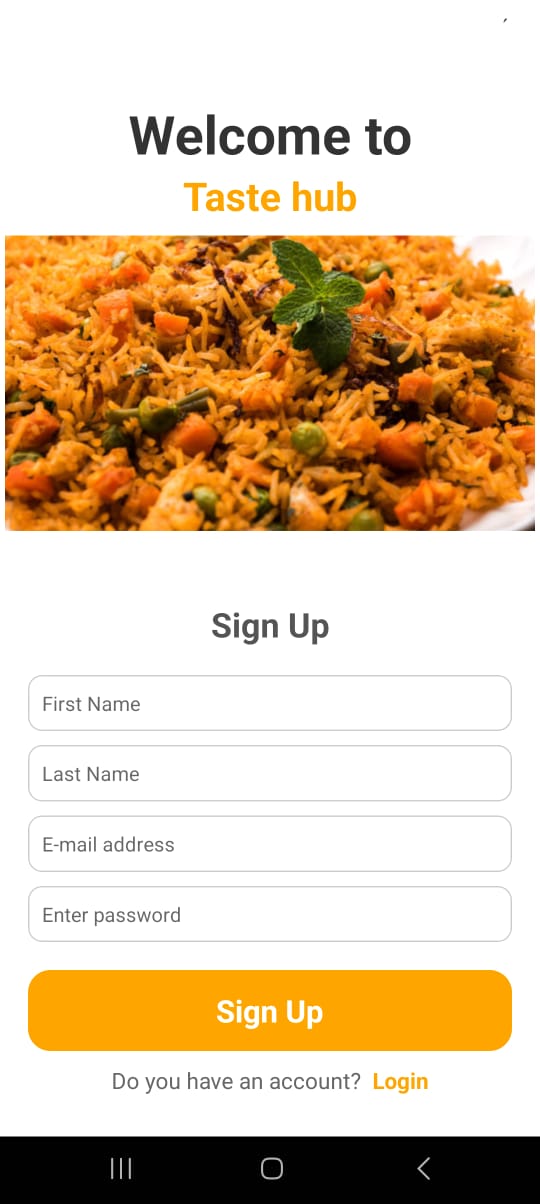 Welcome to
Taste hub
Sign Up
First Name
Last Name
E-mail address
Enter password
Sign Up
Do you have an account? Login